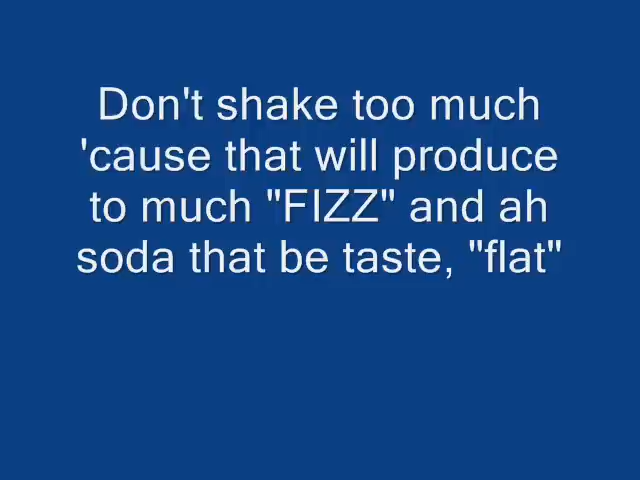 Don't shake too much
'cause that will produce
to much "FIZZ" and ah
soda that be taste, "flat"